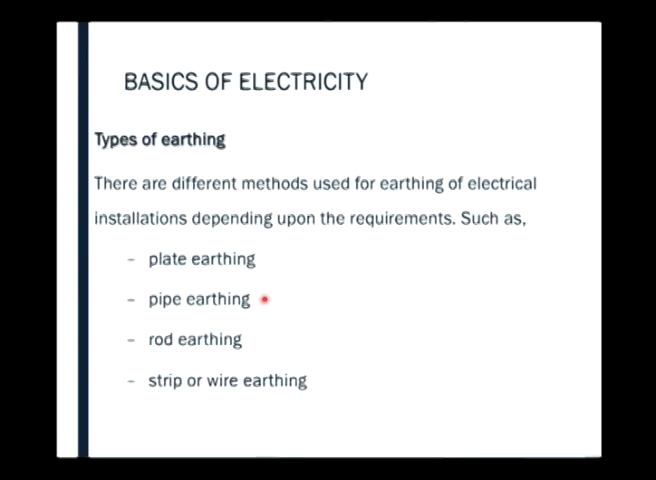 BASICS OF ELECTRICITY
Types of earthing
There are different methods used for earthing of electrical
installations depending upon the requirements. Such as,
- plate earthing
- pipe earthing
- rod earthing
- strip or wire earthing